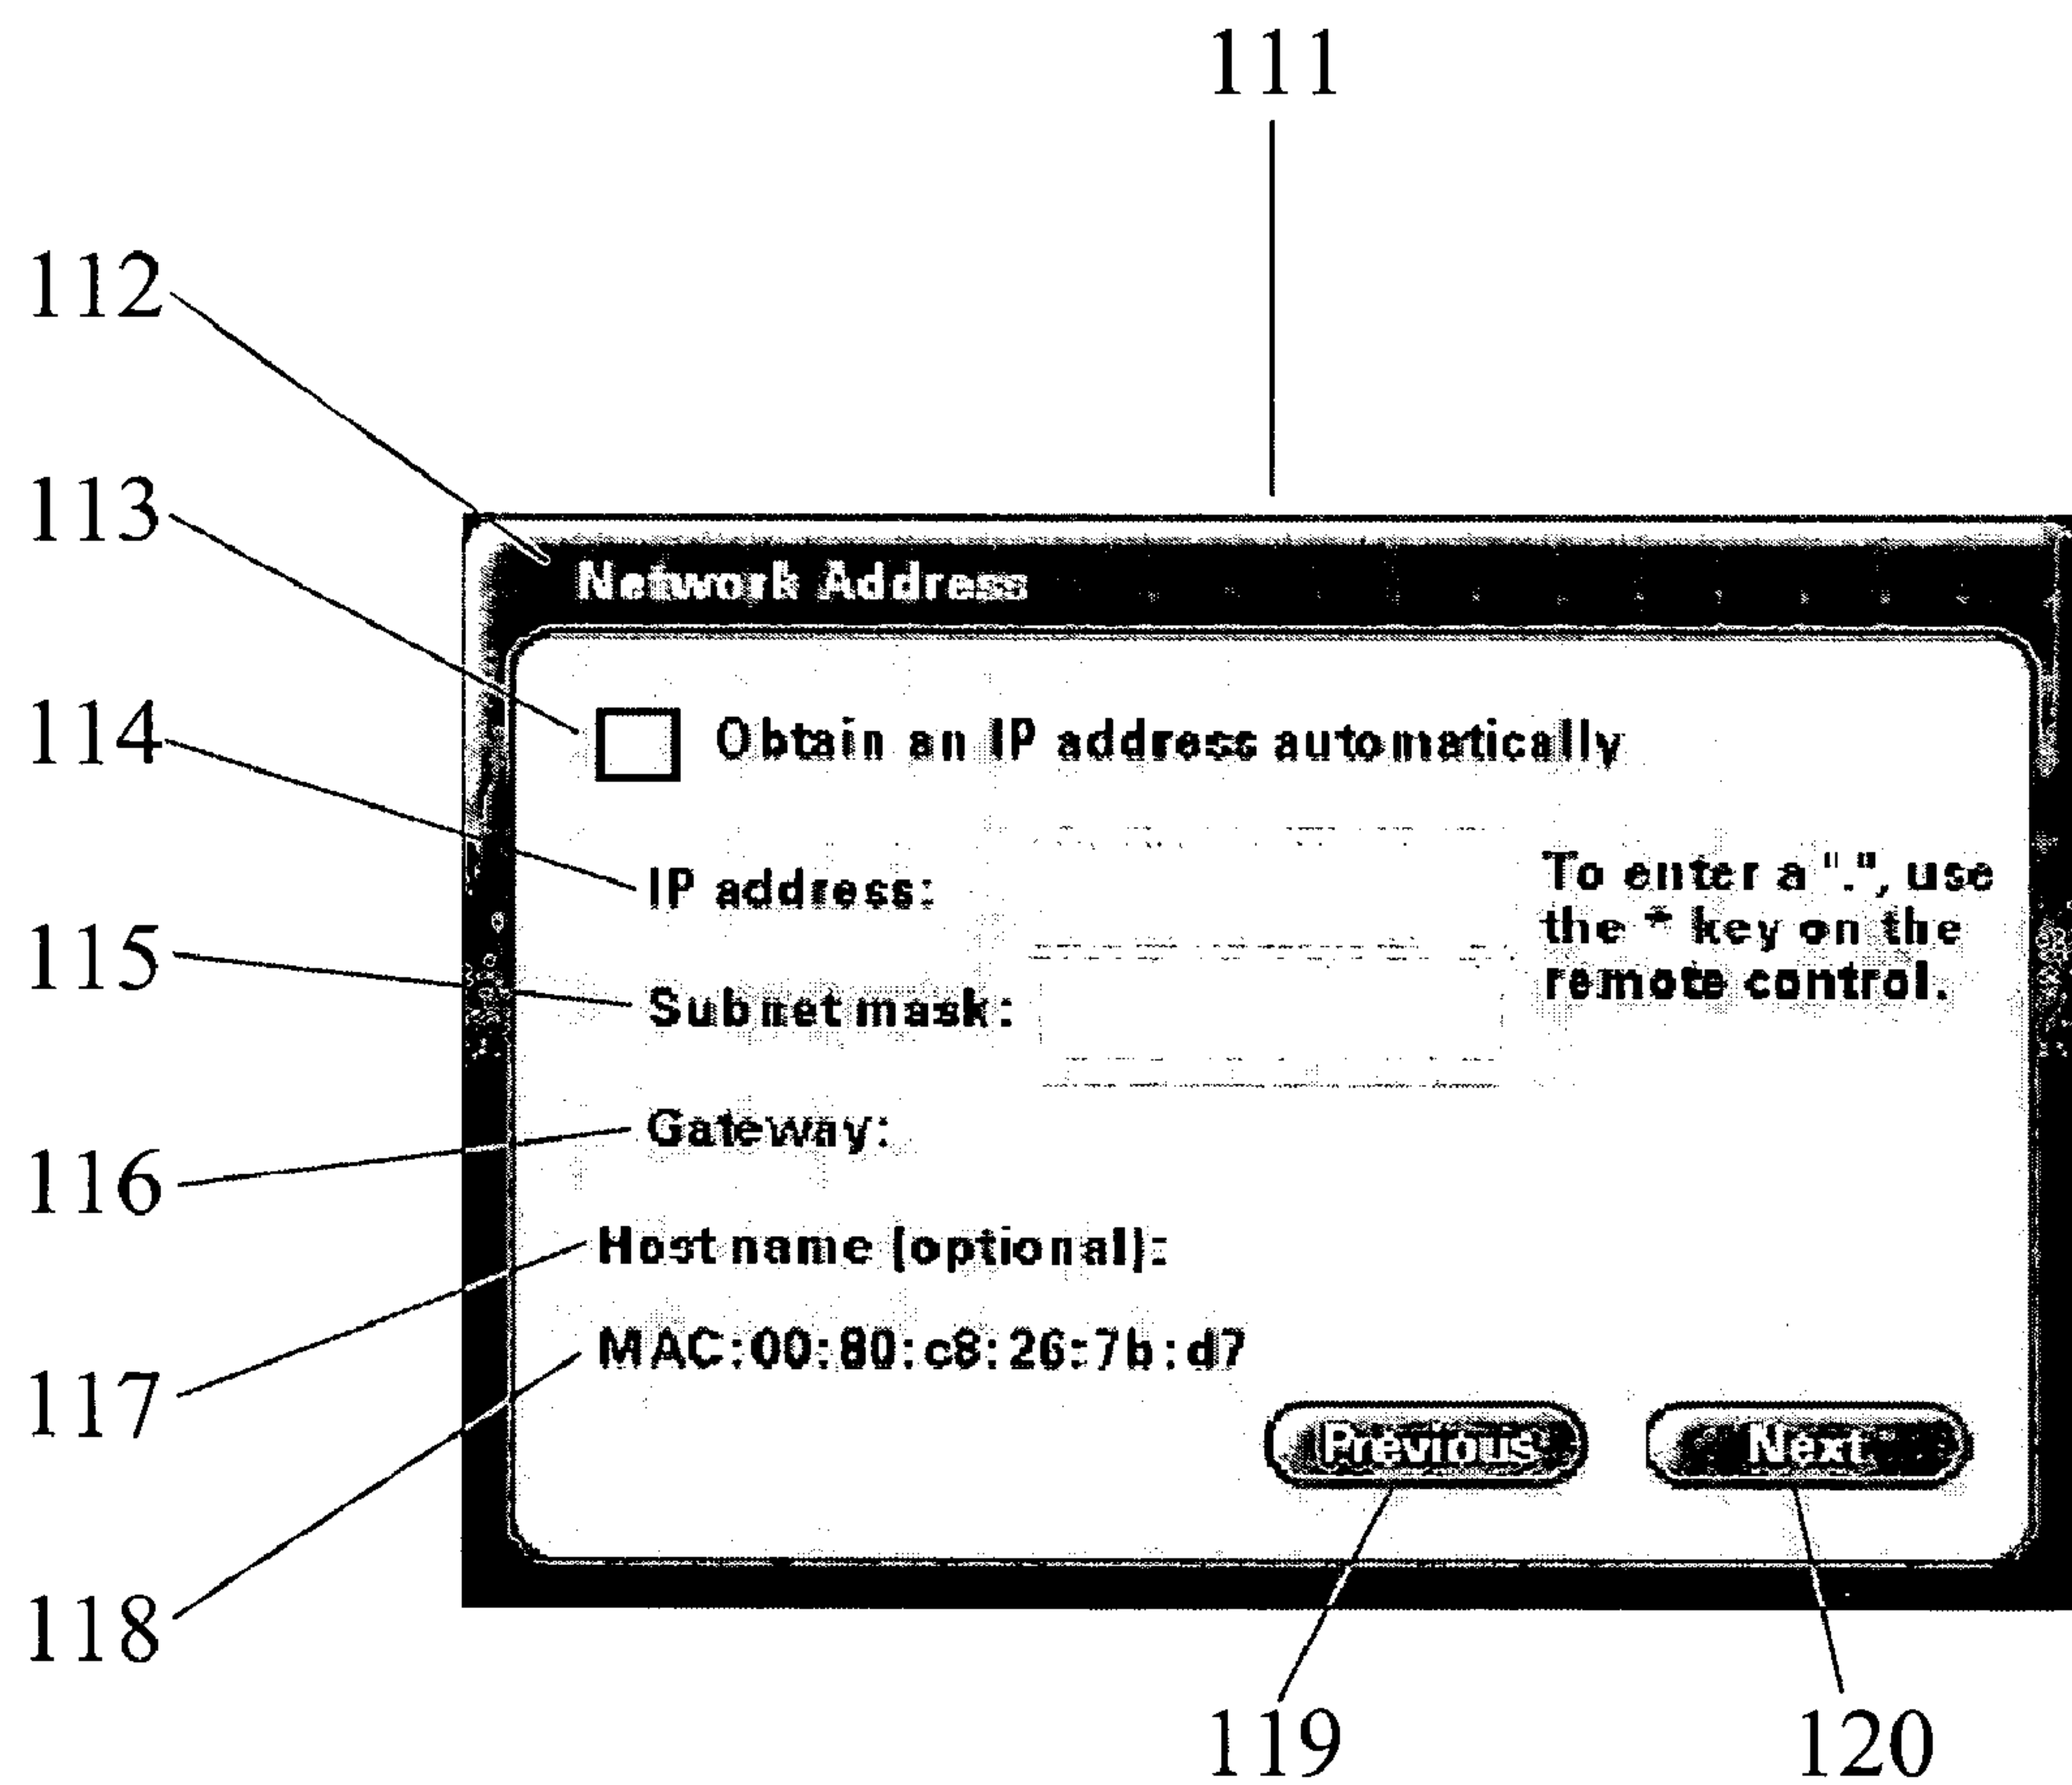 111
112
113
114
115
116
117
118
Network Address
Obtain an IP address automatically
IP address:
To enter a ".", use
the * key on the
remote control.
Subnet mask:
Gateway:
Host name (optional):
MAC:00:80:c8:26:7b:d7
Previous
Next
119
120